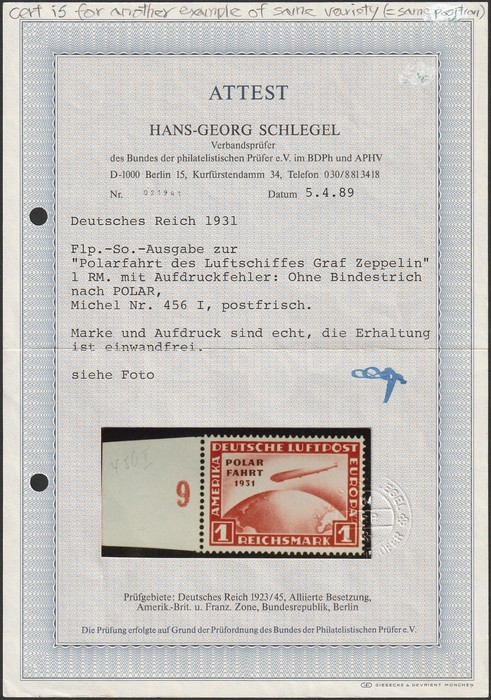 cert is for another example of same variety (= same position)
ATTEST
HANS-GEORG SCHLEGEL
Verbandsprüfer
des Bundes der philatelistischen Prüfer e.V. im BDPh und APHV
D-1000 Berlin 15, Kurfürstendamm 34, Telefon 030/8813418
Nr. 021941 Datum 5.4.89
Deutsches Reich 1931
Flp.-So.-Ausgabe zur
"Polarfahrt des Luftschiffes Graf Zeppelin"
1 RM. mit Aufdruckfehler: Ohne Bindestrich
nach POLAR,
Michel Nr. 456 I, postfrisch.
Marke und Aufdruck sind echt, die Erhaltung
ist einwandfrei.
siehe Foto
DEUTSCHE LUFTPOST
AMERIKA
EUROPA
POLAR
FAHRT
1931
9
1 REICHSMARK 1
Prüfgebiete: Deutsches Reich 1923/45, Alliierte Besetzung,
Amerik.-Brit. u. Franz. Zone, Bundesrepublik, Berlin
Die Prüfung erfolgte auf Grund der Prüfordnung des Bundes der Philatelistischen Prüfer e.V.
GIESECKE & DEVRIENT MÜNCHEN